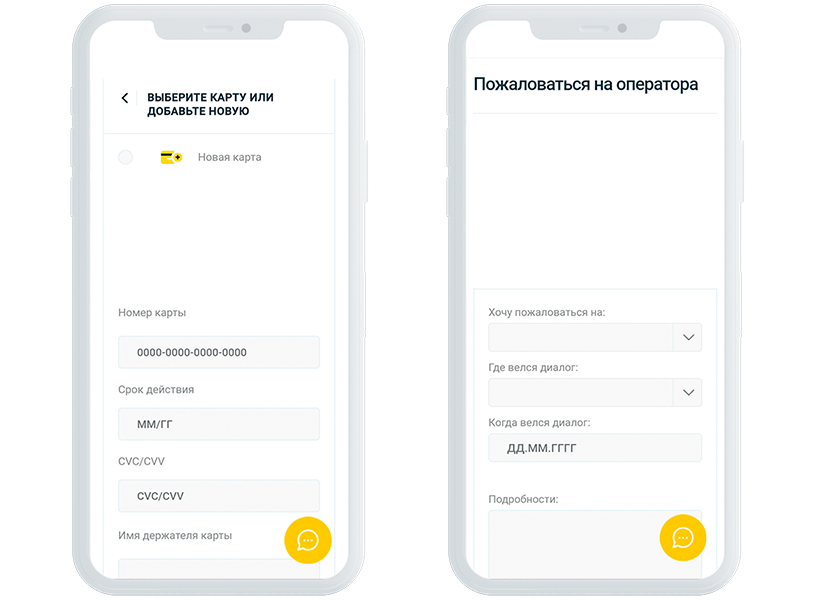 ВЫБЕРИТЕ КАРТУ ИЛИ
ДОБАВЬТЕ НОВУЮ
Новая карта
Номер карты
0000-0000-0000-0000
Срок действия
ММ/ГГ
CVC/CVV
CVC/CVV
Имя держателя карты
Пожаловаться на оператора
Хочу пожаловаться на:
Где велся диалог:
Когда велся диалог:
ДД.ММ.ГГГГ
Подробности: